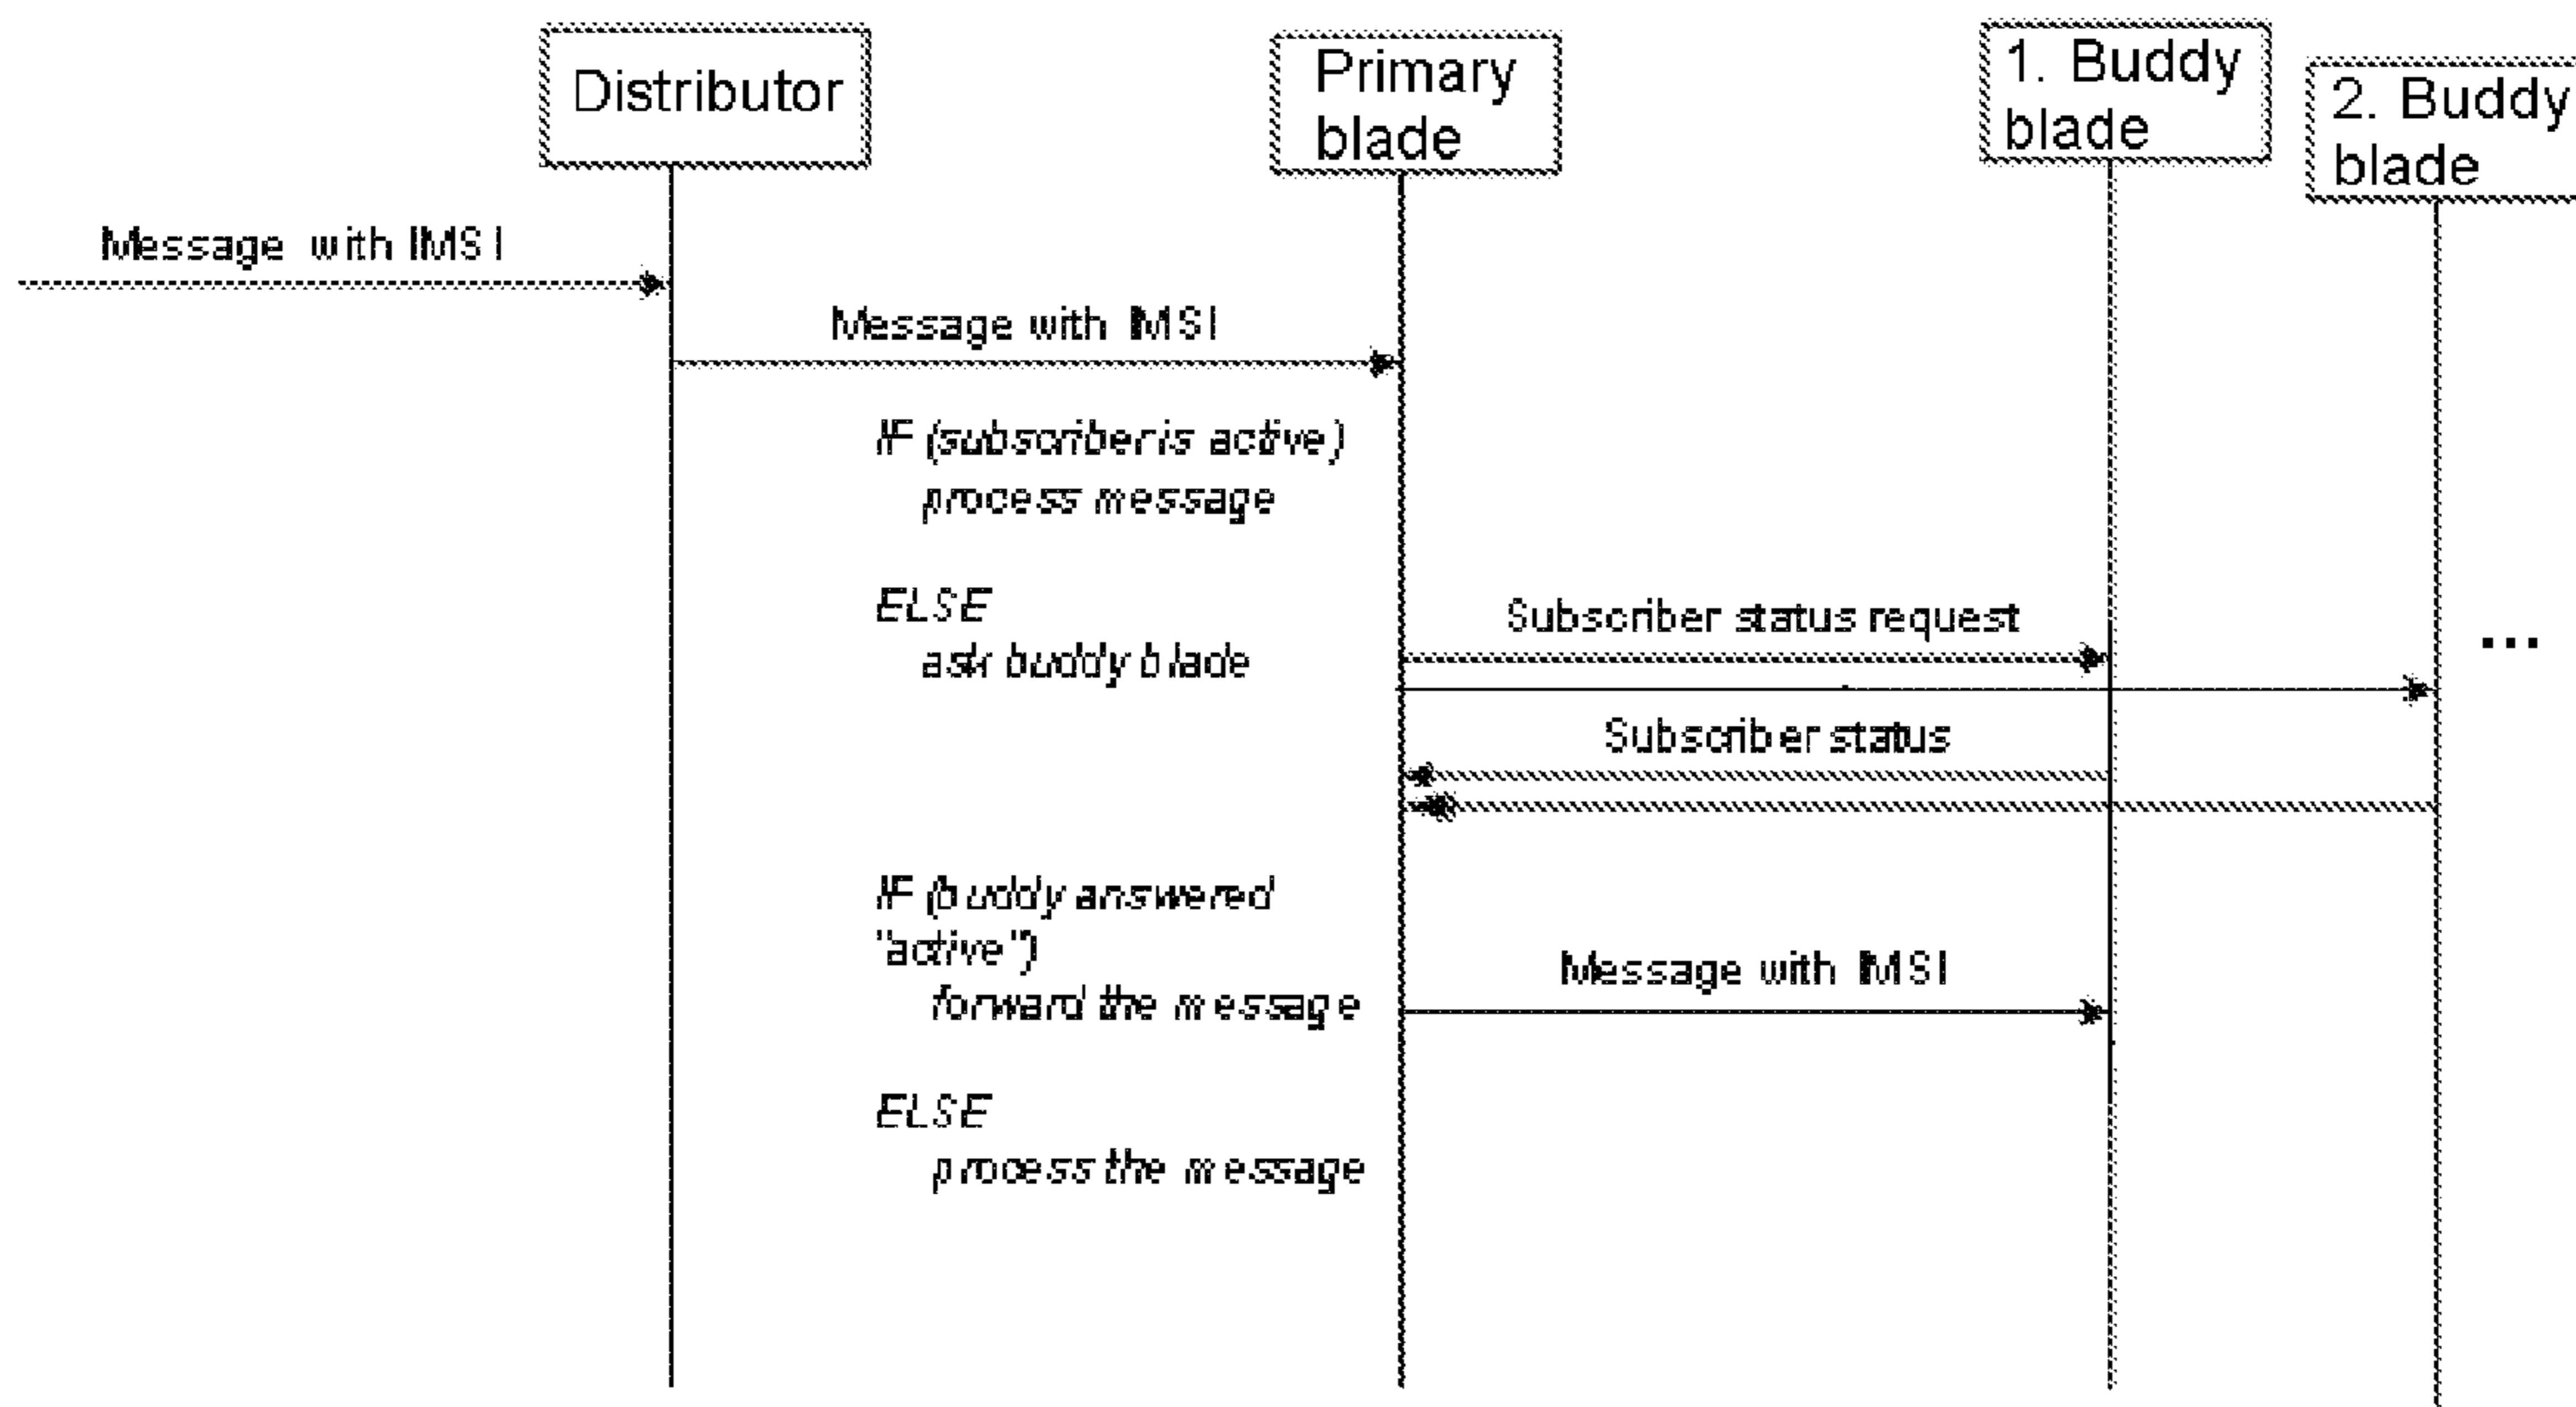 Distributor
Primary
blade
1. Buddy
blade
2. Buddy
blade
Message with IMSI
Message with IMSI
IF (subscriber is active)
process message
ELSE
ask buddy blade
Subscriber status request
...
Subscriber status
IF (buddy answered
"active")
forward the message
Message with IMSI
ELSE
process the message